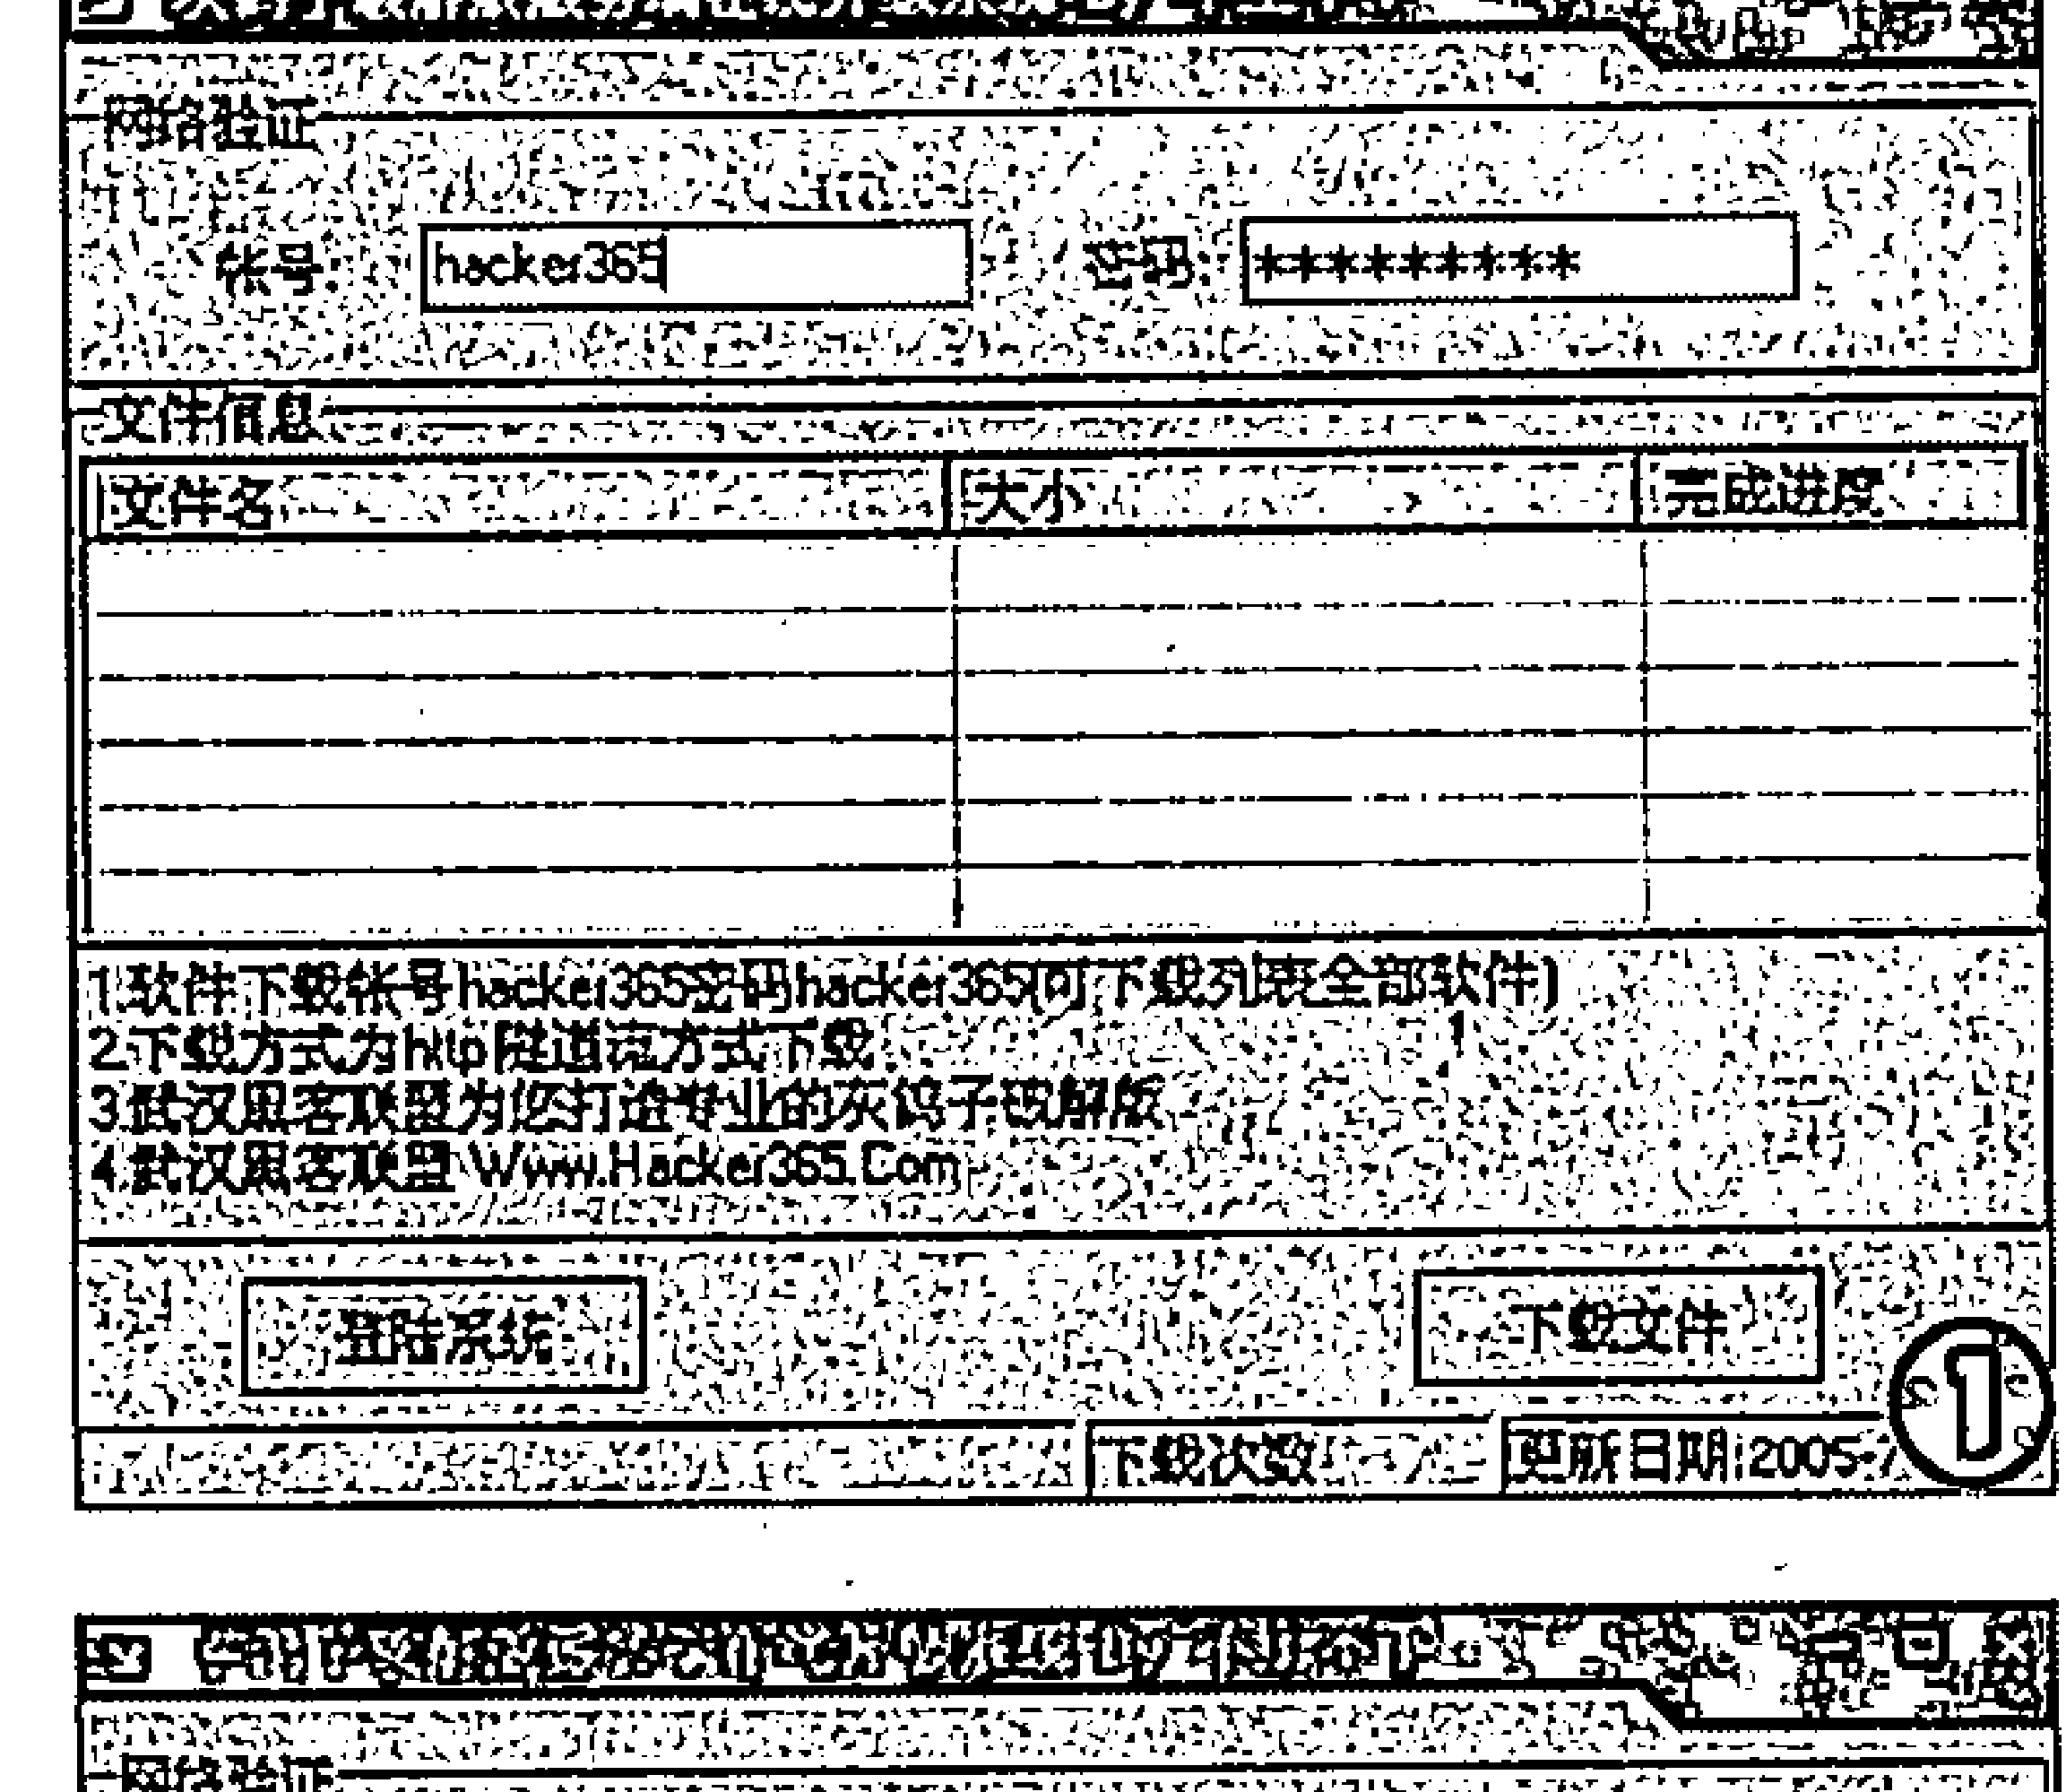 网络验证
帐号: hacker365 密码: *********
文件信息
文件名 大小 完成进度
1.软件下载帐号hacker365密码hacker365(可下载列表全部软件)
2.下载方式为http隧道记方式下载.
3.武汉黑客联盟为您打造专业的灰鸽子破解版
4.武汉黑客联盟 Www.Hacker365.Com
登陆系统 下载文件
下载次数 更新日期:2005-
1
网络验证